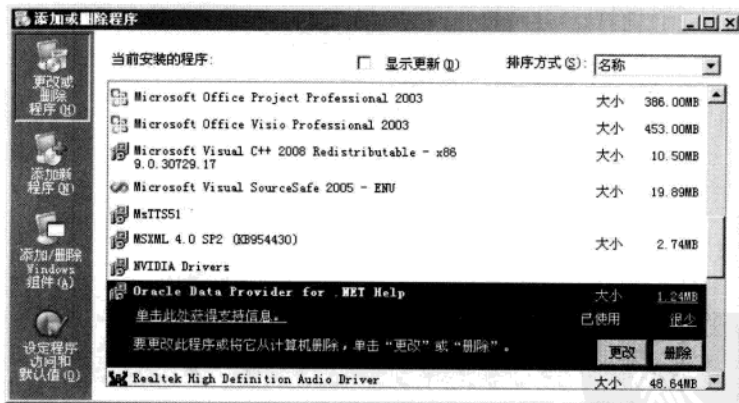 添加或删除程序
更改或
删除
程序(H)
添加新
程序(N)
添加/删除
Windows
组件(A)
设定程序
访问和
默认值(O)
当前安装的程序:
显示更新(D)
排序方式(S): 名称
Microsoft Office Project Professional 2003 大小 386.00MB
Microsoft Office Visio Professional 2003 大小 453.00MB
Microsoft Visual C++ 2008 Redistributable - x86
9.0.30729.17 大小 10.50MB
Microsoft Visual SourceSafe 2005 - ENU 大小 19.89MB
MsTTS51
MSXML 4.0 SP2 (KB954430) 大小 2.74MB
NVIDIA Drivers
Oracle Data Provider for .NET Help 大小 1.24MB
单击此处获得支持信息。 已使用 很少
要更改此程序或将它从计算机删除，单击“更改”或“删除”。 更改 删除
Realtek High Definition Audio Driver 大小 48.64MB